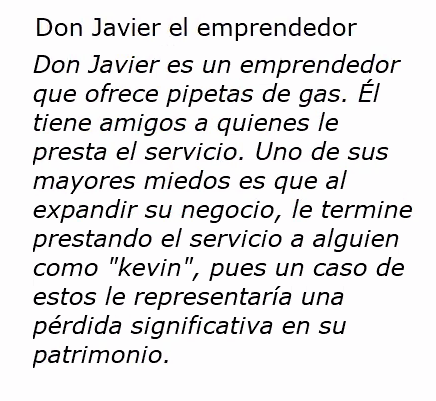 Don Javier el emprendedor
Don Javier es un emprendedor
que ofrece pipetas de gas. Él
tiene amigos a quienes le
presta el servicio. Uno de sus
mayores miedos es que al
expandir su negocio, le termine
prestando el servicio a alguien
como "kevin", pues un caso de
estos le representaría una
pérdida significativa en su
patrimonio.